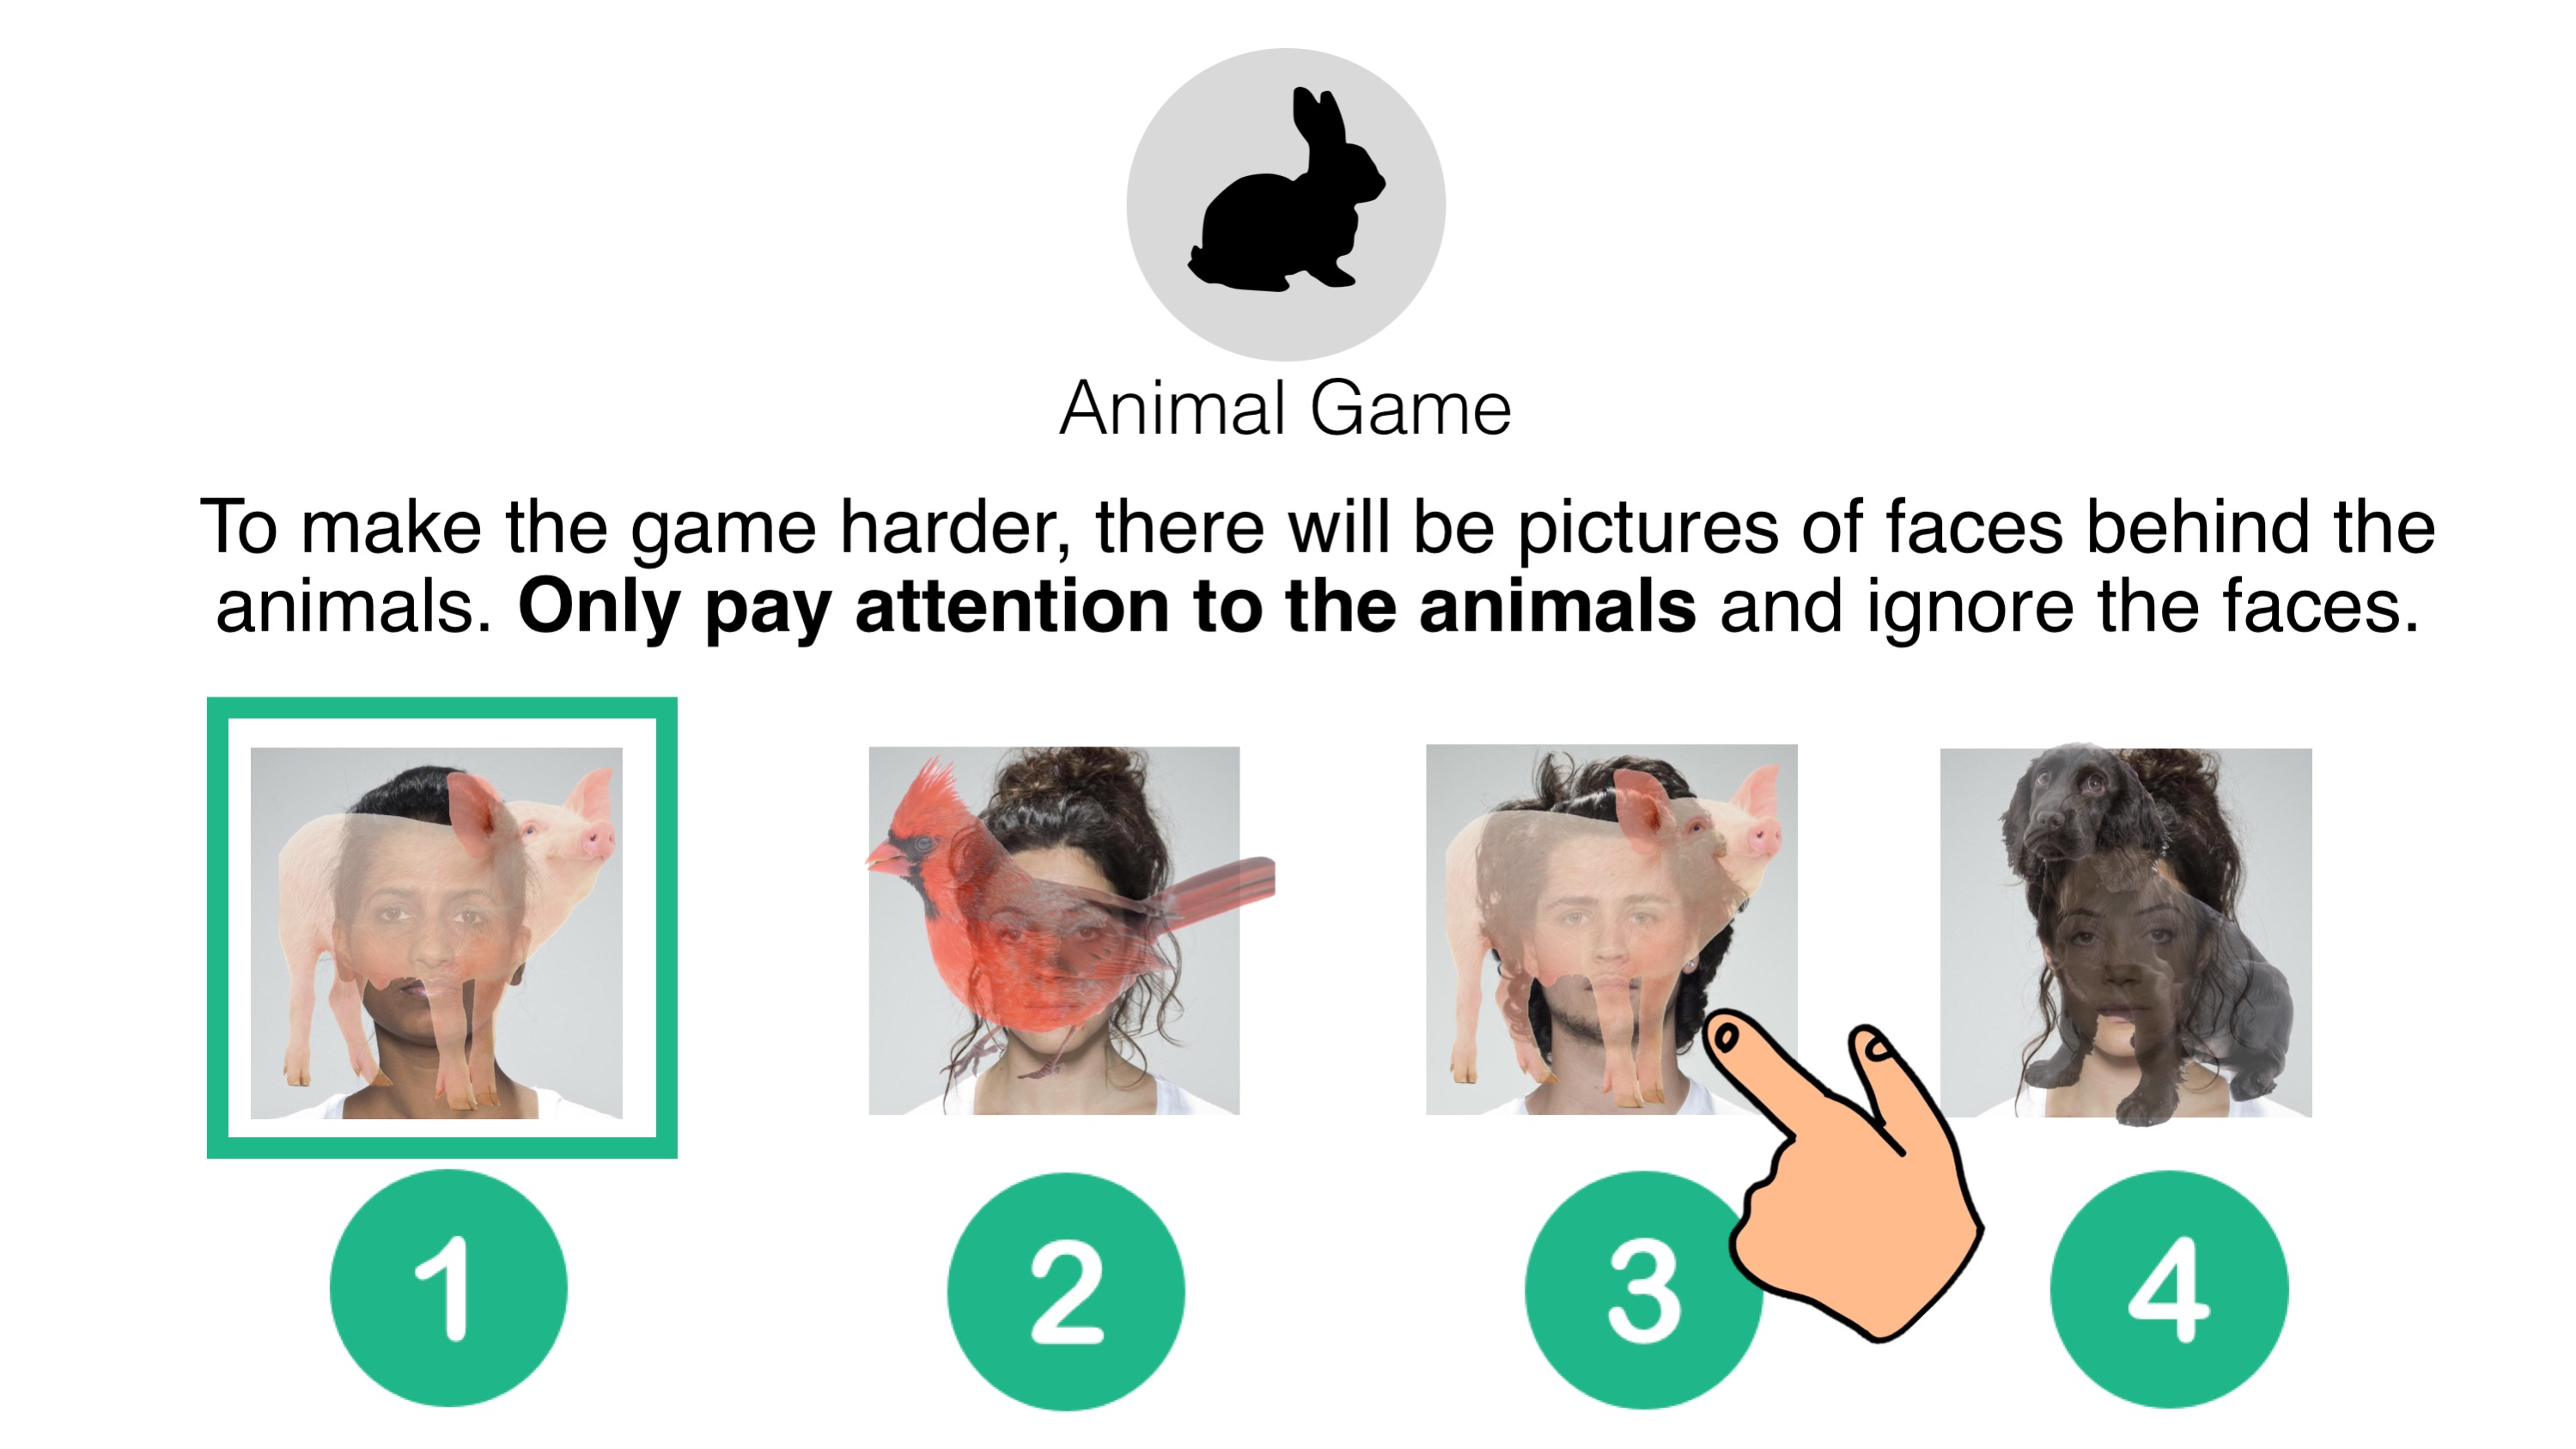 Animal Game
To make the game harder, there will be pictures of faces behind the
animals. Only pay attention to the animals and ignore the faces.
1
2
3
4